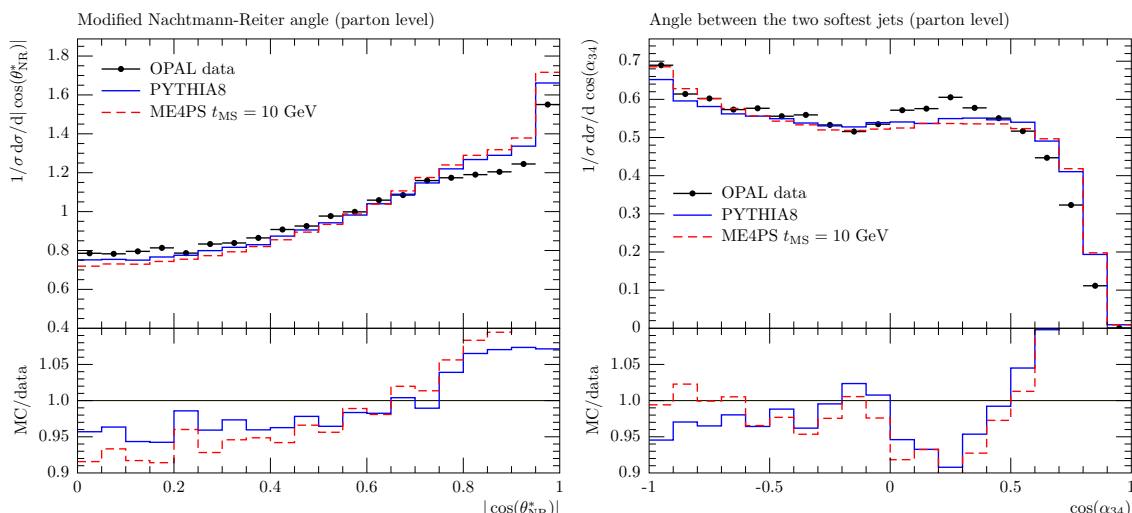 Modified Nachtmann-Reiter angle (parton level)
1/σ dσ/d| cos(θ*NR)|
OPAL data
PYTHIA8
ME4PS tMS = 10 GeV
1.8
1.6
1.4
1.2
1
0.8
0.6
0.4
MC/data
1.05
1.0
0.95
0.9
0 0.2 0.4 0.6 0.8 1
| cos(θ*NR)|
Angle between the two softest jets (parton level)
1/σ dσ/d cos(α34)
0.7
0.6
0.5
0.4
OPAL data
PYTHIA8
ME4PS tMS = 10 GeV
0.3
0.2
0.1
0
MC/data
1.05
1.0
0.95
0.9
-1 -0.5 0 0.5 1
cos(α34)